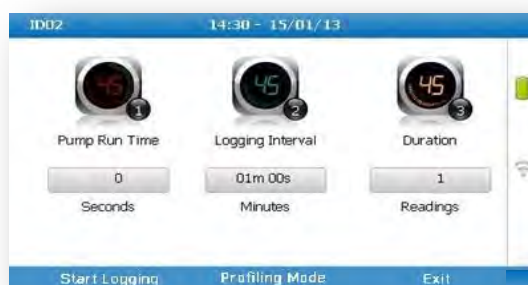 ID02 14:30 - 15/01/13
45 45 45
1 2 3
Pump Run Time Logging Interval Duration
0 01m 00s 1
Seconds Minutes Readings
Start Logging Profiling Mode Exit